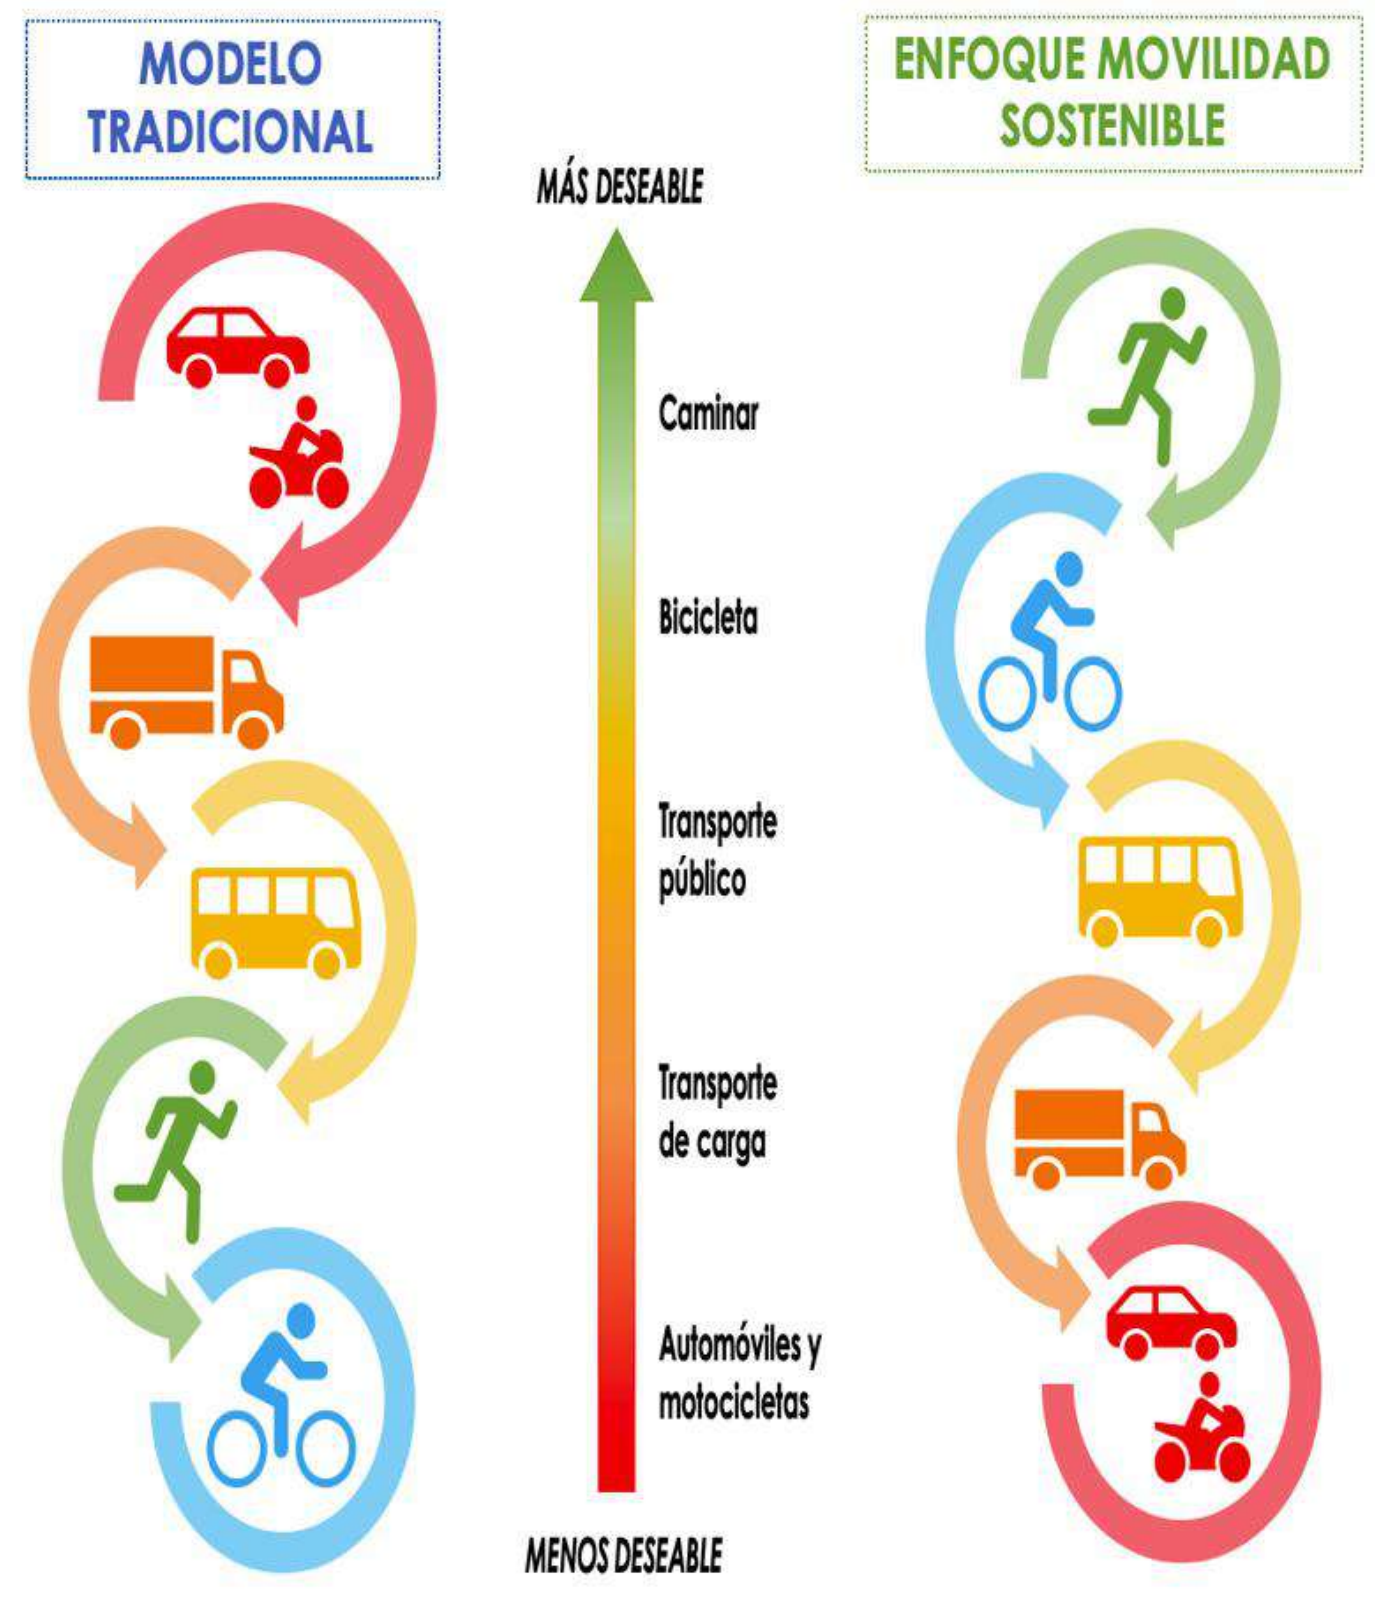 MODELO
TRADICIONAL
ENFOQUE MOVILIDAD
SOSTENIBLE
MÁS DESEABLE
Caminar
Bicicleta
Transporte
público
Transporte
de carga
Automóviles y
motocicletas
MENOS DESEABLE